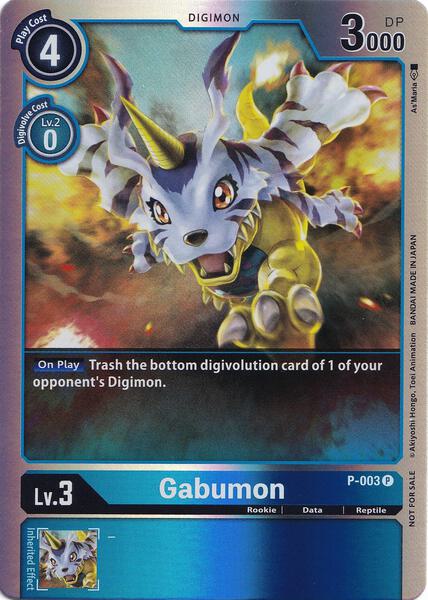 Play Cost
4
DIGIMON
DP
3000
Digivolve Cost
Lv.2
0
As'Maria
On Play Trash the bottom digivolution card of 1 of your
opponent's Digimon.
© Akiyoshi Hongo, Toei Animation BANDAI MADE IN JAPAN
NOT FOR SALE
P-003 P
Lv.3
Gabumon
Rookie | Data | Reptile
Inherited Effect
-